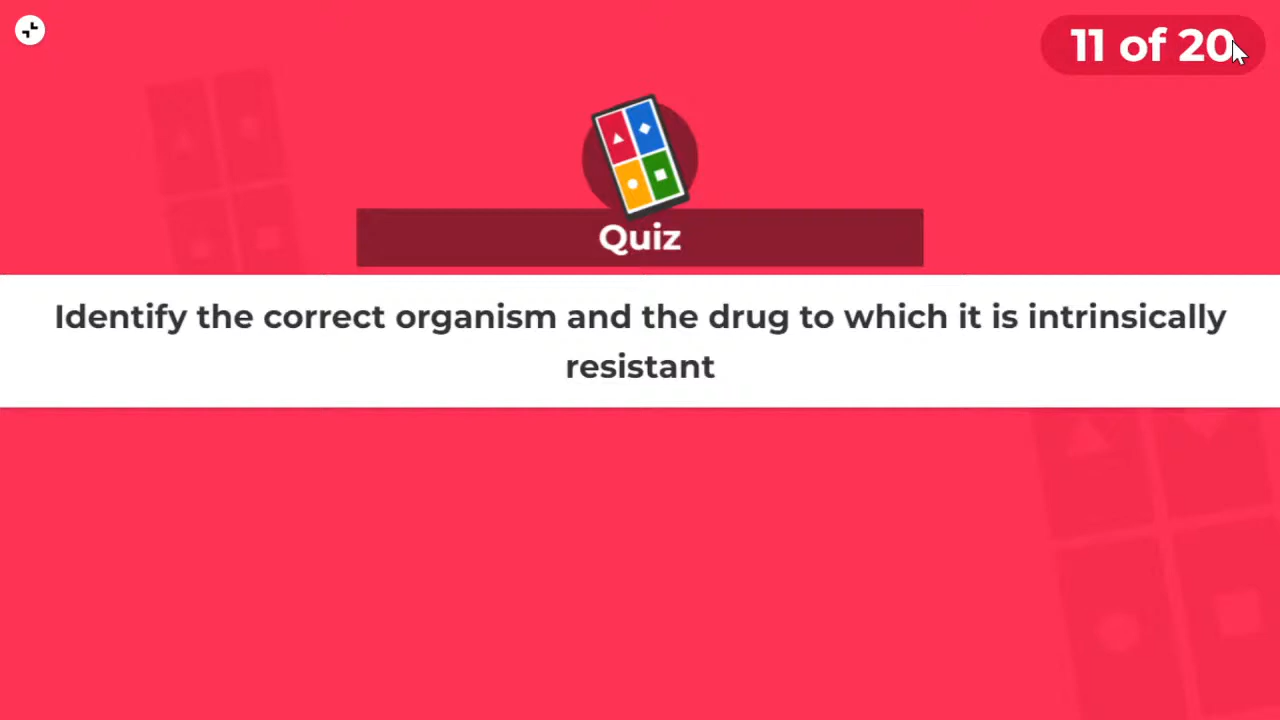 11 of 20
Quiz
Identify the correct organism and the drug to which it is intrinsically
resistant